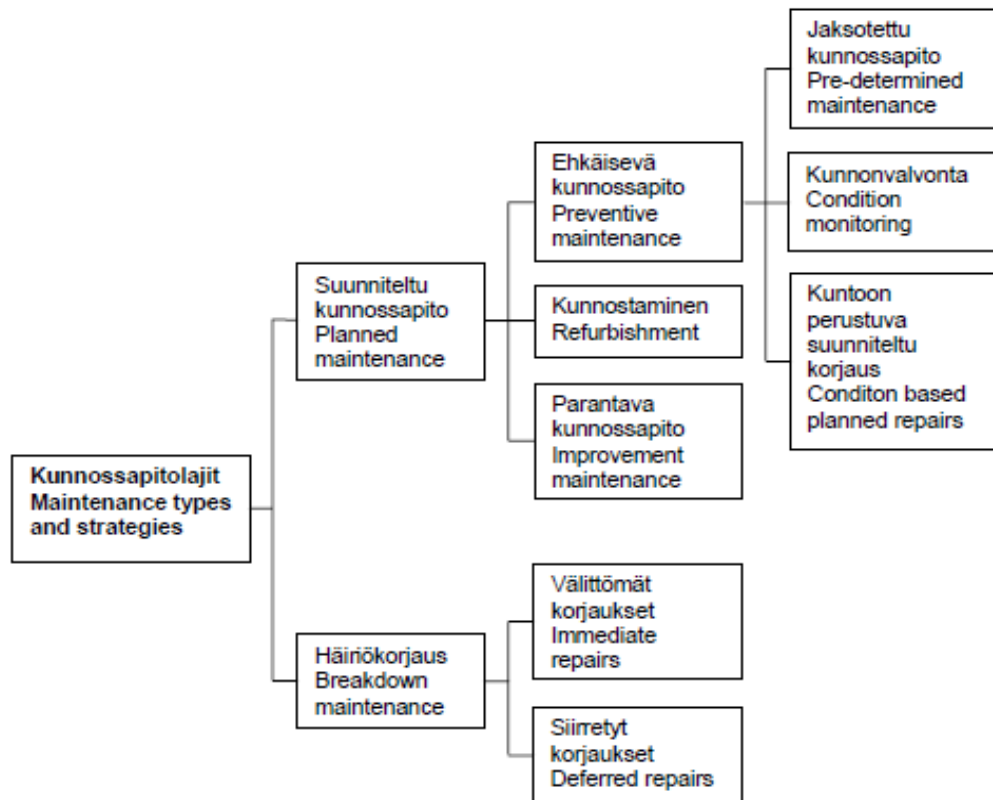 Kunnossapitolajit
Maintenance types
and strategies
Suunniteltu
kunnossapito
Planned
maintenance
Ehkäisevä
kunnossapito
Preventive
maintenance
Jaksotettu
kunnossapito
Pre-determined
maintenance
Kunnonvalvonta
Condition
monitoring
Kuntoon
perustuva
suunniteltu
korjaus
Conditon based
planned repairs
Kunnostaminen
Refurbishment
Parantava
kunnossapito
Improvement
maintenance
Häiriökorjaus
Breakdown
maintenance
Välittömät
korjaukset
Immediate
repairs
Siirretyt
korjaukset
Deferred repairs